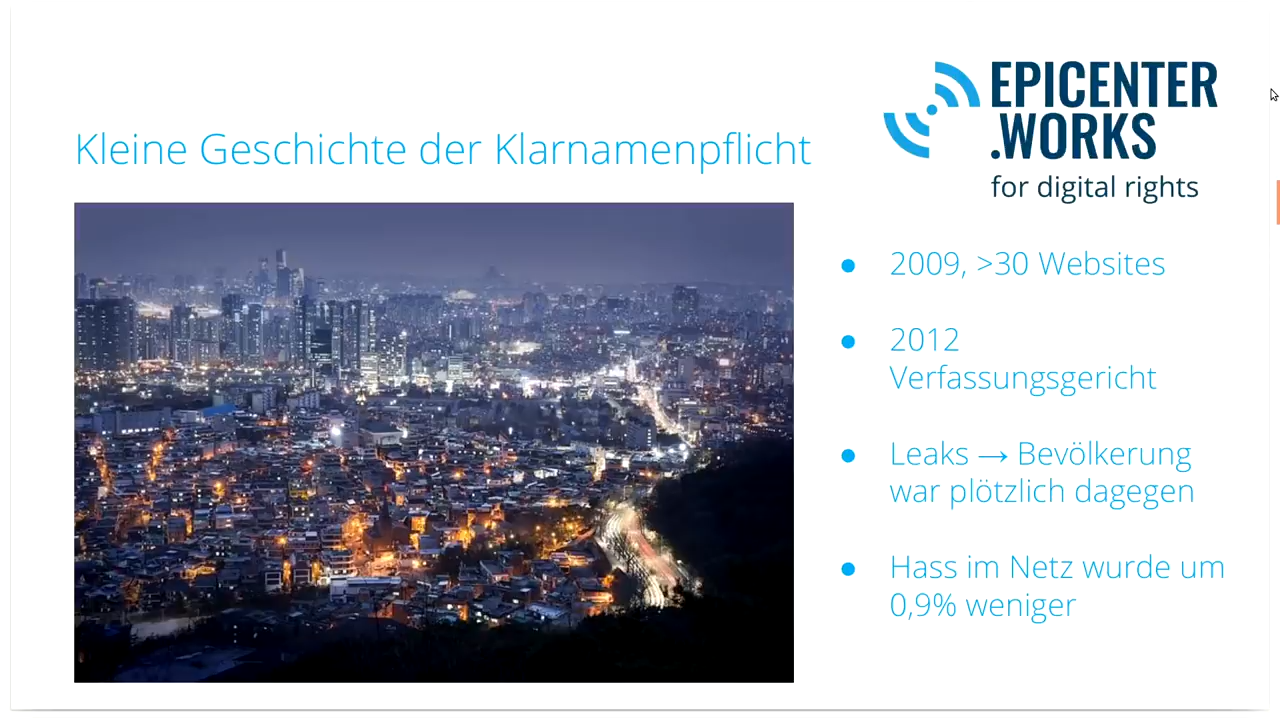 EPICENTER
.WORKS
for digital rights
Kleine Geschichte der Klarnamenpflicht
● 2009, >30 Websites
● 2012
Verfassungsgericht
● Leaks → Bevölkerung
war plötzlich dagegen
● Hass im Netz wurde um
0,9% weniger